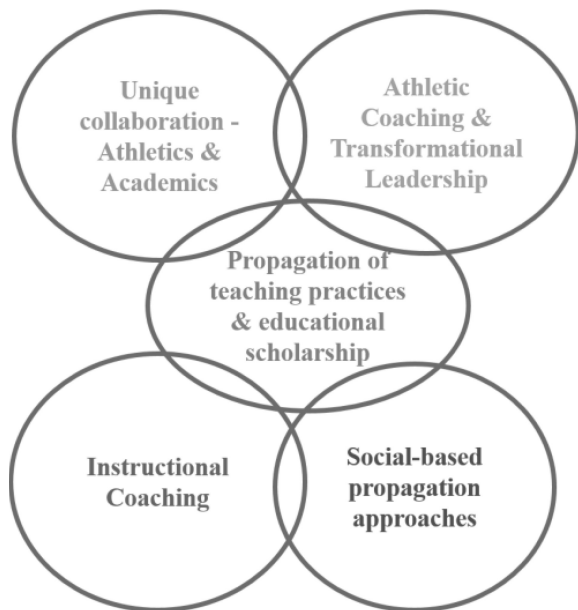 Unique
collaboration -
Athletics &
Academics
Athletic
Coaching &
Transformational
Leadership
Propagation of
teaching practices
& educational
scholarship
Instructional
Coaching
Social-based
propagation
approaches